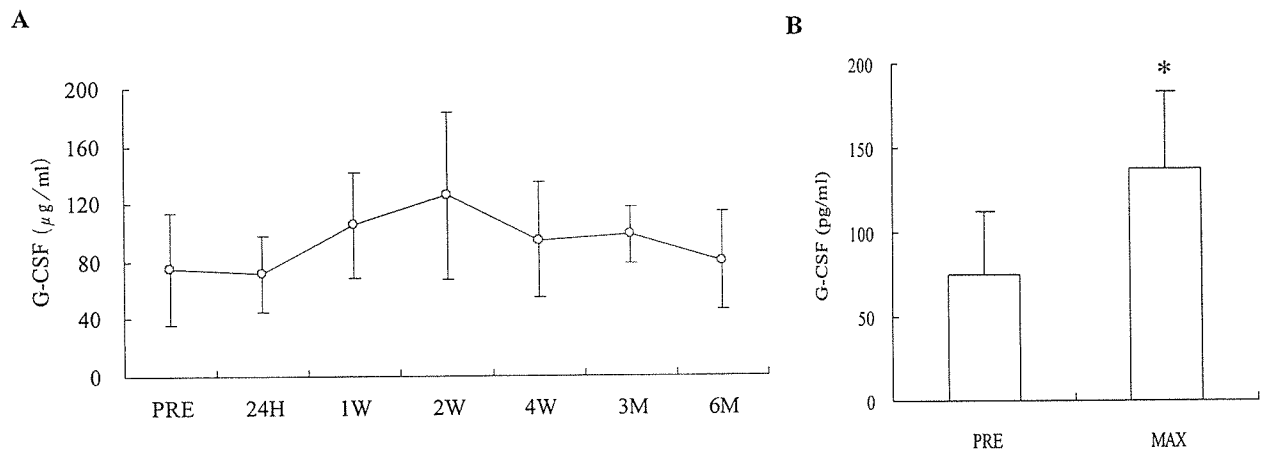 A
G-CSF (μg/ml)
200
160
120
80
40
0
PRE 24H 1W 2W 4W 3M 6M
B
G-CSF (pg/ml)
200
150
100
50
0
*
PRE MAX